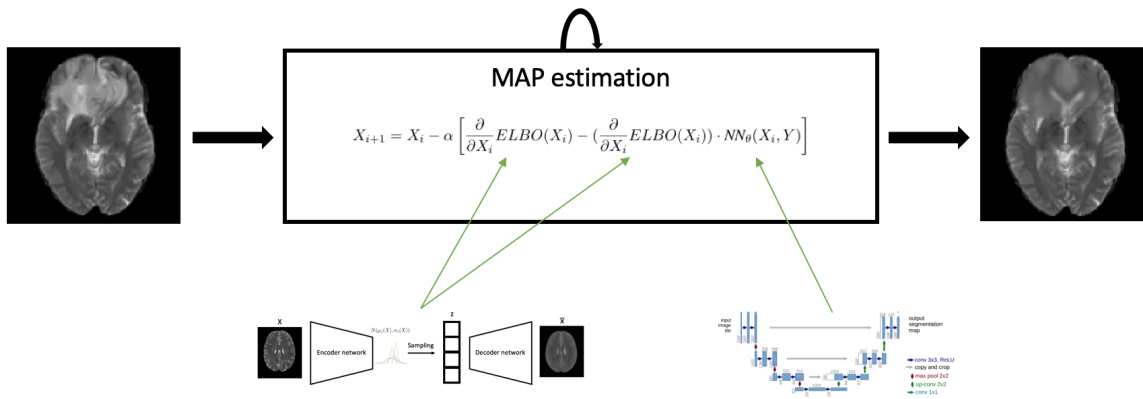 MAP estimation
X_{i+1} = X_i − α [ ∂/∂X_i ELBO(X_i) − (∂/∂X_i ELBO(X_i)) · NN_θ(X_i, Y) ]
X
N(μ_z(X), σ_z(X))
z
X̅
Encoder network
Sampling
Decoder network
input
image
tile
output
segmentation
map
conv 3x3, ReLU
copy and crop
max pool 2x2
up-conv 2x2
conv 1x1